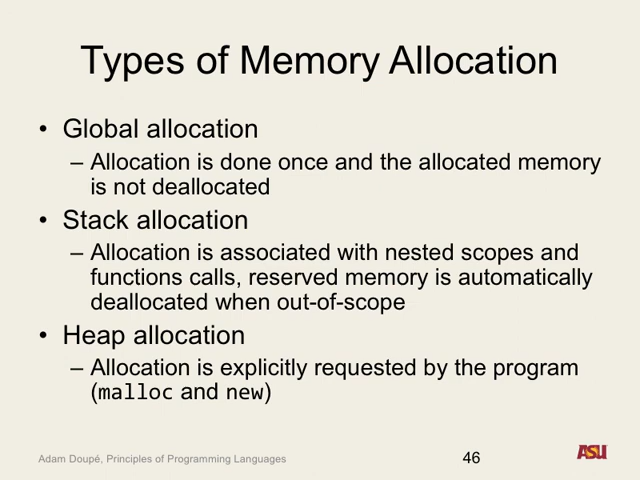 Types of Memory Allocation
• Global allocation
– Allocation is done once and the allocated memory
is not deallocated
• Stack allocation
– Allocation is associated with nested scopes and
functions calls, reserved memory is automatically
deallocated when out-of-scope
• Heap allocation
– Allocation is explicitly requested by the program
(malloc and new)
Adam Doupé, Principles of Programming Languages
46
ASU